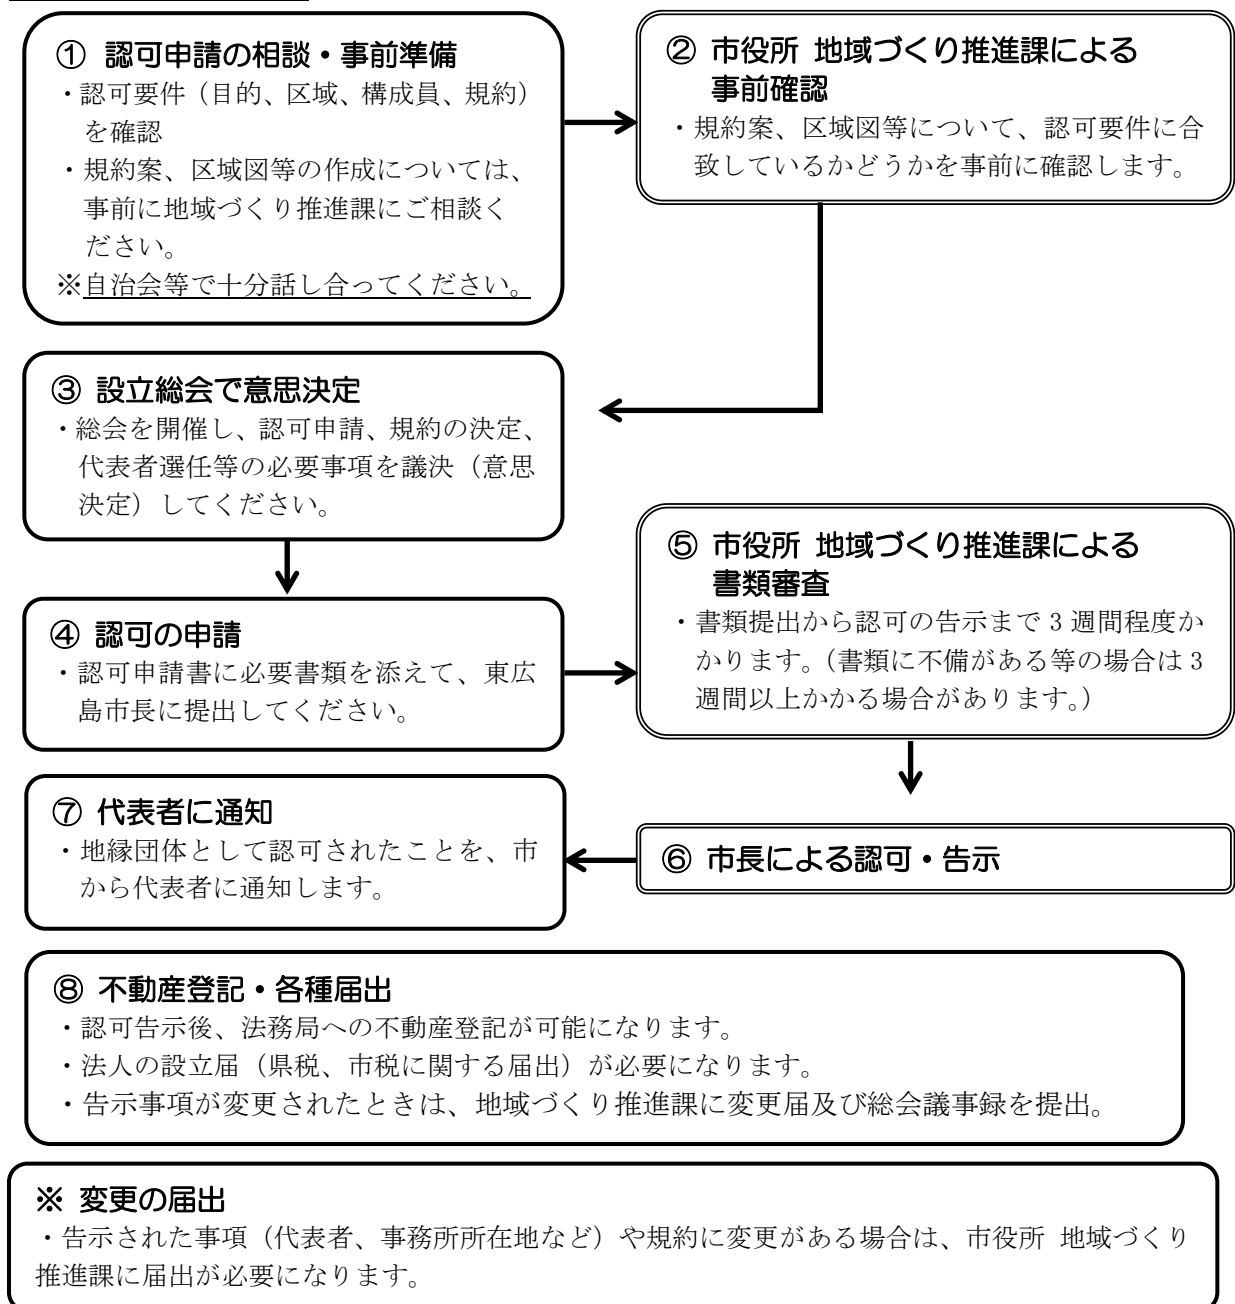 ① 認可申請の相談・事前準備
・認可要件（目的、区域、構成員、規約）
を確認
・規約案、区域図等の作成については、
事前に地域づくり推進課にご相談く
ださい。
※自治会等で十分話し合ってください。
② 市役所 地域づくり推進課による
事前確認
・規約案、区域図等について、認可要件に合
致しているかどうかを事前に確認します。
③ 設立総会で意思決定
・総会を開催し、認可申請、規約の決定、
代表者選任等の必要事項を議決（意思
決定）してください。
④ 認可の申請
・認可申請書に必要書類を添えて、東広
島市長に提出してください。
⑤ 市役所 地域づくり推進課による
書類審査
・書類提出から認可の告示まで 3 週間程度か
かります。（書類に不備がある等の場合は 3
週間以上かかる場合があります。）
⑥ 市長による認可・告示
⑦ 代表者に通知
・地縁団体として認可されたことを、市
から代表者に通知します。
⑧ 不動産登記・各種届出
・認可告示後、法務局への不動産登記が可能になります。
・法人の設立届（県税、市税に関する届出）が必要になります。
・告示事項が変更されたときは、地域づくり推進課に変更届及び総会議事録を提出。
※ 変更の届出
・告示された事項（代表者、事務所所在地など）や規約に変更がある場合は、市役所 地域づくり
推進課に届出が必要になります。